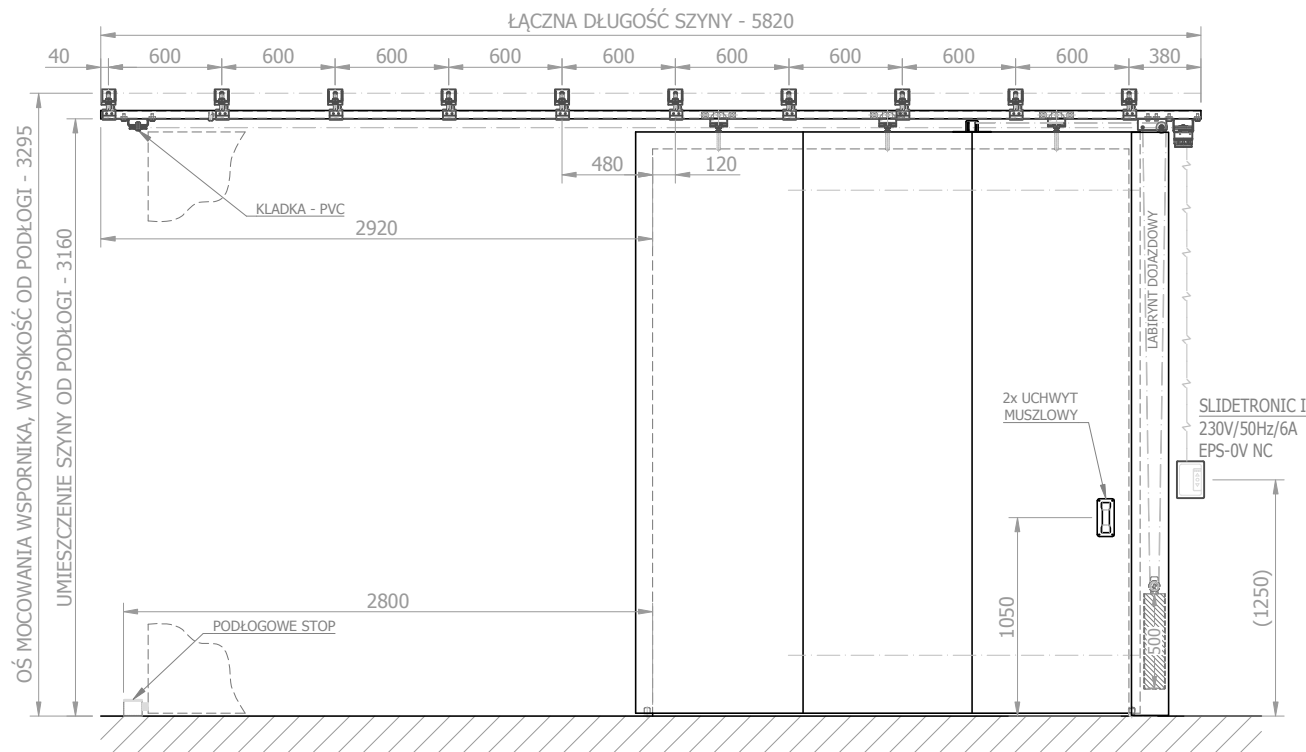 ŁĄCZNA DŁUGOŚĆ SZYNY - 5820
40
600
600
600
600
600
600
600
600
600
380
480
120
KLADKA - PVC
2920
OŚ MOCOWANIA WSPORNIKA, WYSOKOŚĆ OD PODŁOGI - 3295
UMIESZCZENIE SZYNY OD PODŁOGI - 3160
LABIRYNT DOJAZDOWY
2x UCHWYT
MUSZLOWY
SLIDETRONIC I
230V/50Hz/6A
EPS-0V NC
2800
PODŁOGOWE STOP
1050
500
(1250)